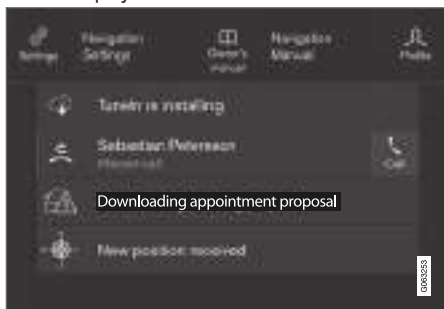 Settings
Navigation
Settings
Owner's
manual
Navigation
Manual
Profile
TuneIn is installing
Sebastian Petersson
Missed call
Call
Downloading appointment proposal
New position received
G063253